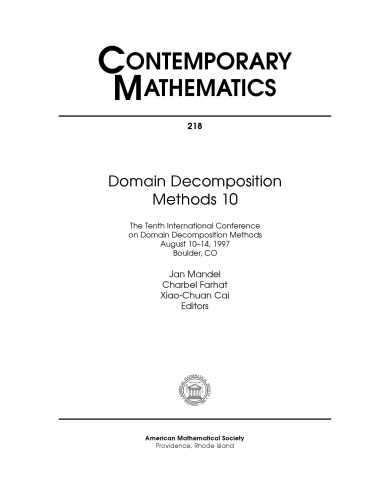 CONTEMPORARY
MATHEMATICS
218
Domain Decomposition
Methods 10
The Tenth International Conference
on Domain Decomposition Methods
August 10–14, 1997
Boulder, CO
Jan Mandel
Charbel Farhat
Xiao-Chuan Cai
Editors
American Mathematical Society
Providence, Rhode Island